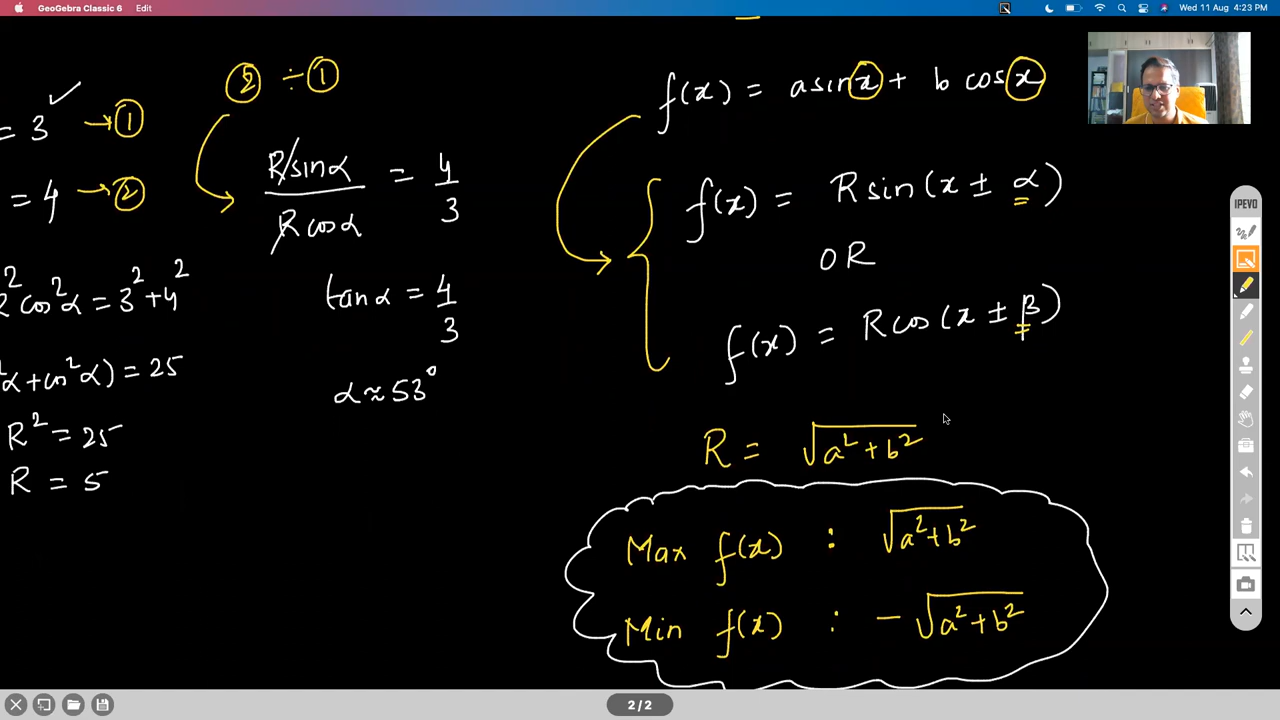 GeoGebra Classic 6 Edit
Wed 11 Aug 4:23 PM
= 3 ✓ → ①
= 4 → ②
R² cos²α = 3² + 4²
²α + cos²α) = 25
R² = 25
R = 5
② ÷ ①
R sinα / R cosα = 4/3
tan α = 4/3
α ≈ 53°
f(x) = a sin x + b cos x
f(x) = R sin (x ± α)
OR
f(x) = R cos (x ± β)
R = √(a² + b²)
Max f(x) : √(a² + b²)
Min f(x) : - √(a² + b²)
IPEVO
2 / 2